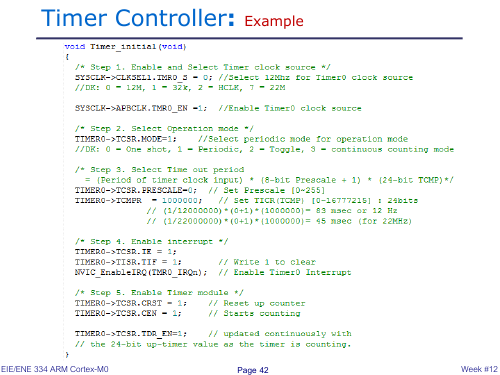 Timer Controller: Example
void Timer_initial(void)
{
/* Step 1. Enable and Select Timer clock source */
SYSCLK->CLKSEL1.TMR0_S = 0; //Select 12Mhz for Timer0 clock source
//DK: 0 = 12M, 1 = 32k, 2 = HCLK, 7 = 22M
SYSCLK->APBCLK.TMR0_EN =1; //Enable Timer0 clock source
/* Step 2. Select Operation mode */
TIMER0->TCSR.MODE=1; //Select periodic mode for operation mode
//DK: 0 = One shot, 1 = Periodic, 2 = Toggle, 3 = continuous counting mode
/* Step 3. Select Time out period
= (Period of timer clock input) * (8-bit Prescale + 1) * (24-bit TCMP)*/
TIMER0->TCSR.PRESCALE=0; // Set Prescale [0~255]
TIMER0->TCMPR = 1000000; // Set TICR(TCMP) [0~16777215] : 24bits
// (1/12000000)*(0+1)*(1000000)= 83 msec or 12 Hz
// (1/22000000)*(0+1)*(1000000)= 45 msec (for 22MHz)
/* Step 4. Enable interrupt */
TIMER0->TCSR.IE = 1;
TIMER0->TISR.TIF = 1; // Write 1 to clear
NVIC_EnableIRQ(TMR0_IRQn); // Enable Timer0 Interrupt
/* Step 5. Enable Timer module */
TIMER0->TCSR.CRST = 1; // Reset up counter
TIMER0->TCSR.CEN = 1; // Starts counting
TIMER0->TCSR.TDR_EN=1; // updated continuously with
// the 24-bit up-timer value as the timer is counting.
}
EIE/ENE 334 ARM Cortex-M0 Page 42 Week #12